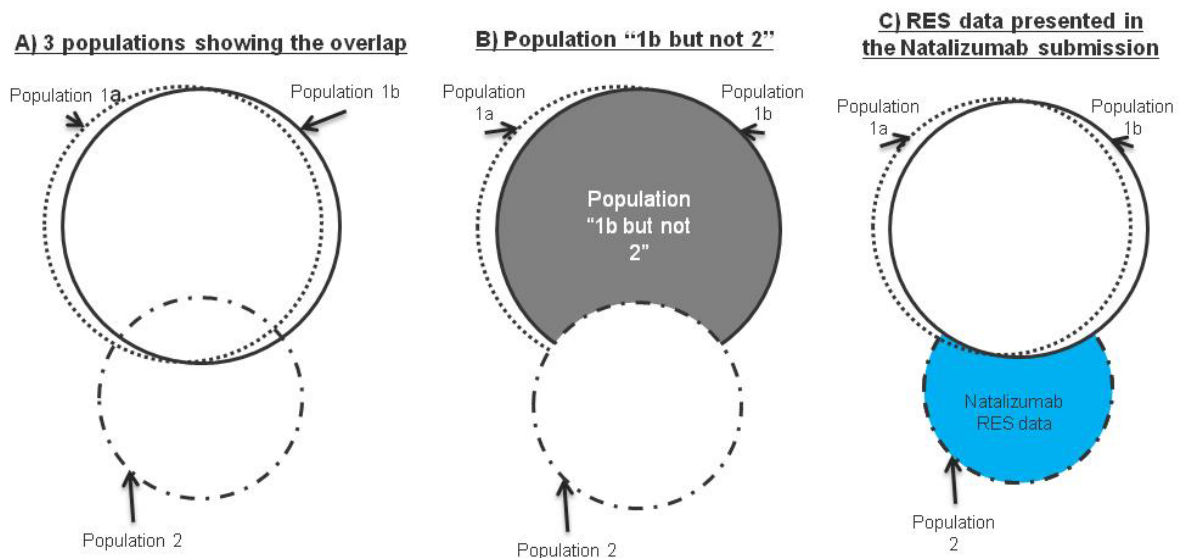 A) 3 populations showing the overlap
Population 1a
Population 1b
Population 2
B) Population “1b but not 2”
Population
1a
Population
1b
Population
“1b but not
2”
Population 2
C) RES data presented in
the Natalizumab submission
Population
1a
Population
1b
Natalizumab
RES data
Population
2